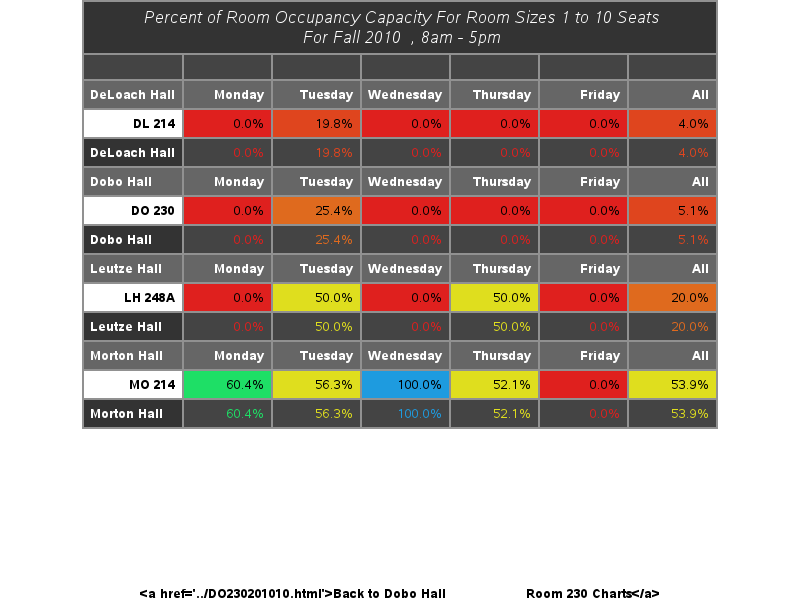 Percent of Room Occupancy Capacity For Room Sizes 1 to 10 Seats
For Fall 2010 , 8am - 5pm
DeLoach Hall Monday Tuesday Wednesday Thursday Friday All
DL 214 0.0% 19.8% 0.0% 0.0% 0.0% 4.0%
DeLoach Hall 0.0% 19.8% 0.0% 0.0% 0.0% 4.0%
Dobo Hall Monday Tuesday Wednesday Thursday Friday All
DO 230 0.0% 25.4% 0.0% 0.0% 0.0% 5.1%
Dobo Hall 0.0% 25.4% 0.0% 0.0% 0.0% 5.1%
Leutze Hall Monday Tuesday Wednesday Thursday Friday All
LH 248A 0.0% 50.0% 0.0% 50.0% 0.0% 20.0%
Leutze Hall 0.0% 50.0% 0.0% 50.0% 0.0% 20.0%
Morton Hall Monday Tuesday Wednesday Thursday Friday All
MO 214 60.4% 56.3% 100.0% 52.1% 0.0% 53.9%
Morton Hall 60.4% 56.3% 100.0% 52.1% 0.0% 53.9%
<a href='../DO230201010.html'>Back to Dobo Hall Room 230 Charts</a>